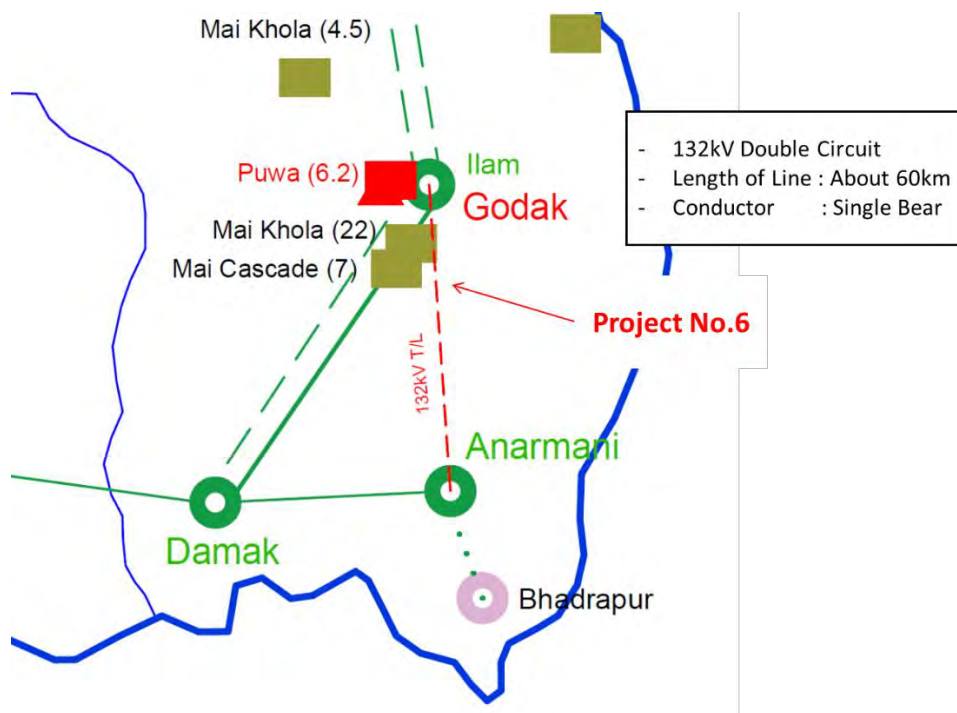 Mai Khola (4.5)
- 132kV Double Circuit
- Length of Line : About 60km
- Conductor : Single Bear
Puwa (6.2)
Ilam
Godak
Mai Khola (22)
Mai Cascade (7)
Project No.6
132kV T/L
Anarmani
Damak
Bhadrapur